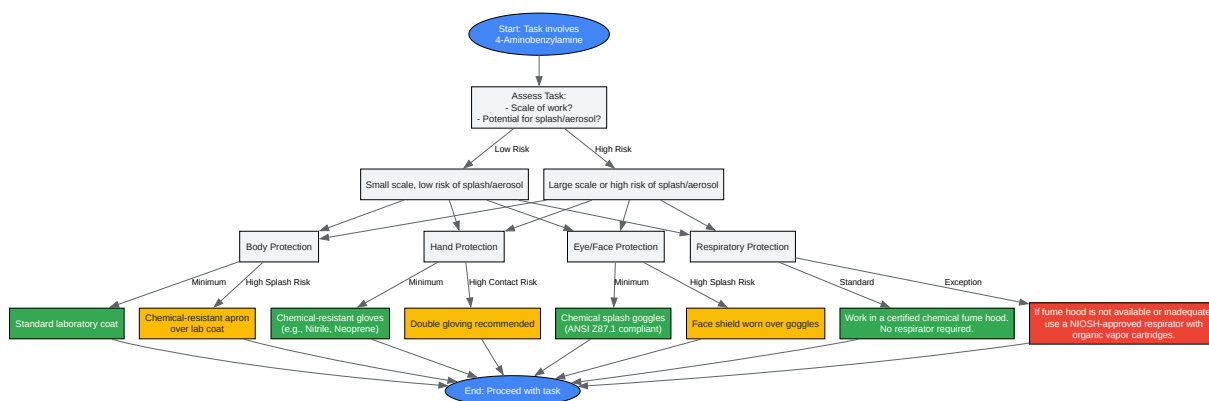 Start: Task involves
4-Aminobenzylamine
Assess Task:
- Scale of work?
- Potential for splash/aerosol?
Low Risk
High Risk
Small scale, low risk of splash/aerosol
Large scale or high risk of splash/aerosol
Body Protection
Hand Protection
Eye/Face Protection
Respiratory Protection
Minimum
High Splash Risk
Minimum
High Contact Risk
Minimum
High Splash Risk
Standard
Exception
Standard laboratory coat
Chemical-resistant apron
over lab coat
Chemical-resistant gloves
(e.g., Nitrile, Neoprene)
Double gloving recommended
Chemical splash goggles
(ANSI Z87.1 compliant)
Face shield worn over goggles
Work in a certified chemical fume hood.
No respirator required.
If fume hood is not available or inadequate
use a NIOSH-approved respirator with
organic vapor cartridges.
End: Proceed with task